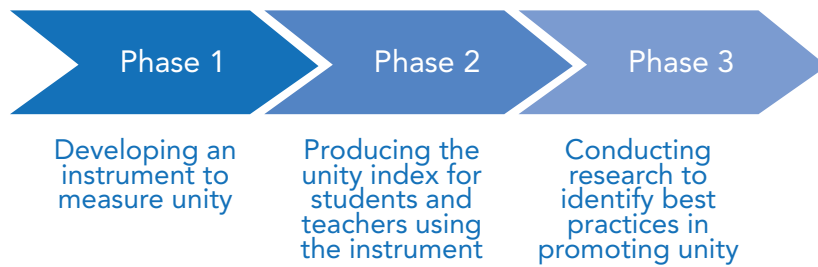 Phase 1
Phase 2
Phase 3
Developing an
instrument to
measure unity
Producing the
unity index for
students and
teachers using
the instrument
Conducting
research to
identify best
practices in
promoting unity